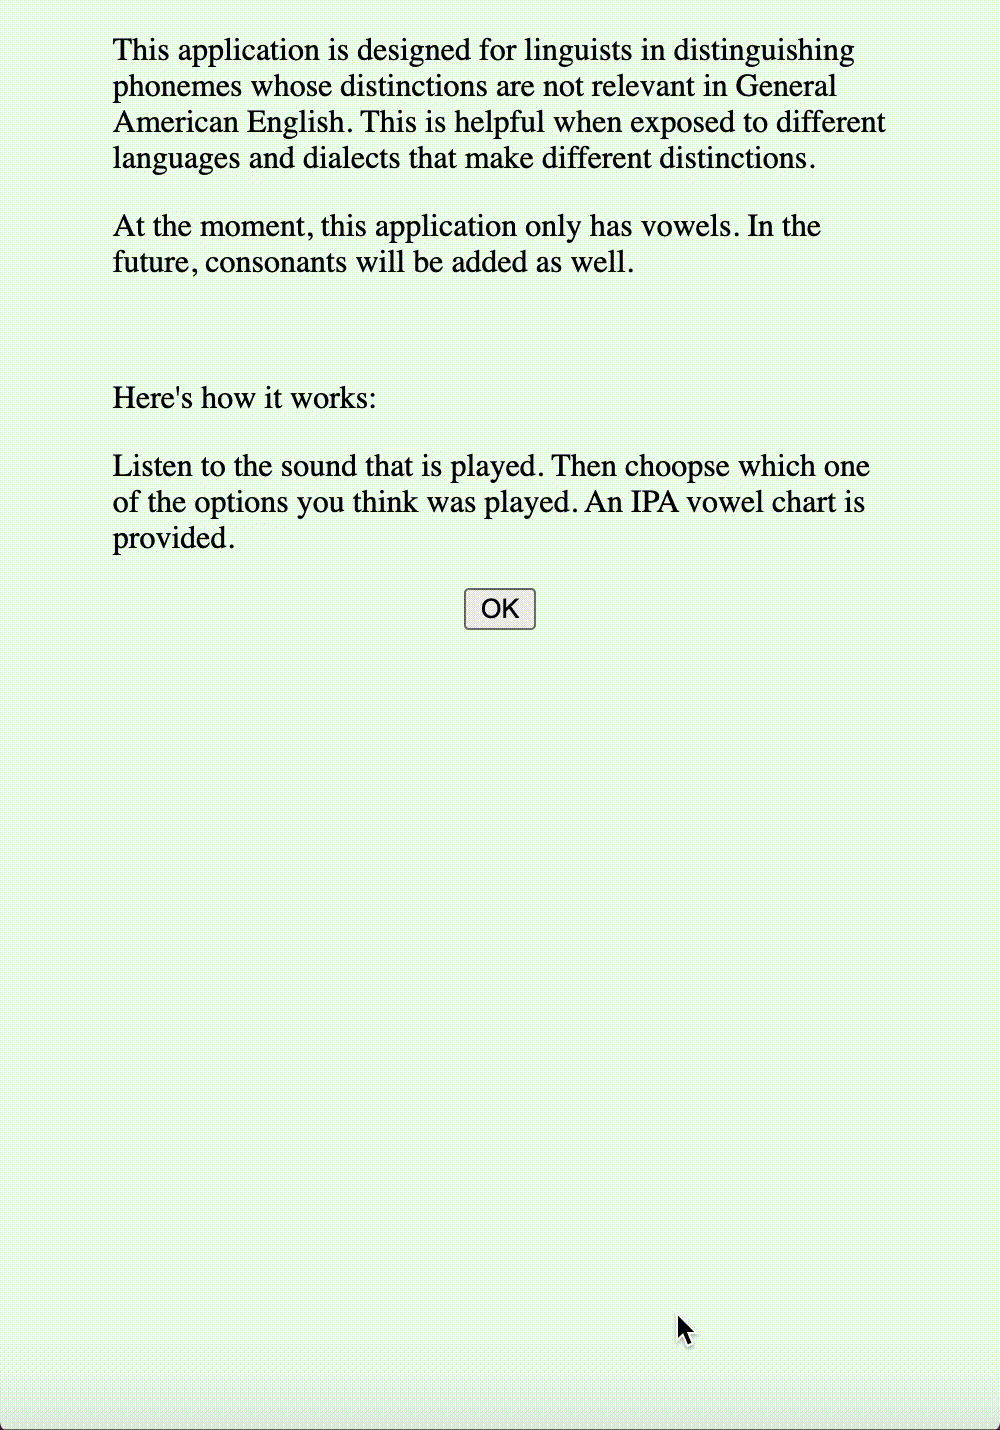 This application is designed for linguists in distinguishing
phonemes whose distinctions are not relevant in General
American English. This is helpful when exposed to different
languages and dialects that make different distinctions.
At the moment, this application only has vowels. In the
future, consonants will be added as well.
Here's how it works:
Listen to the sound that is played. Then choopse which one
of the options you think was played. An IPA vowel chart is
provided.
OK